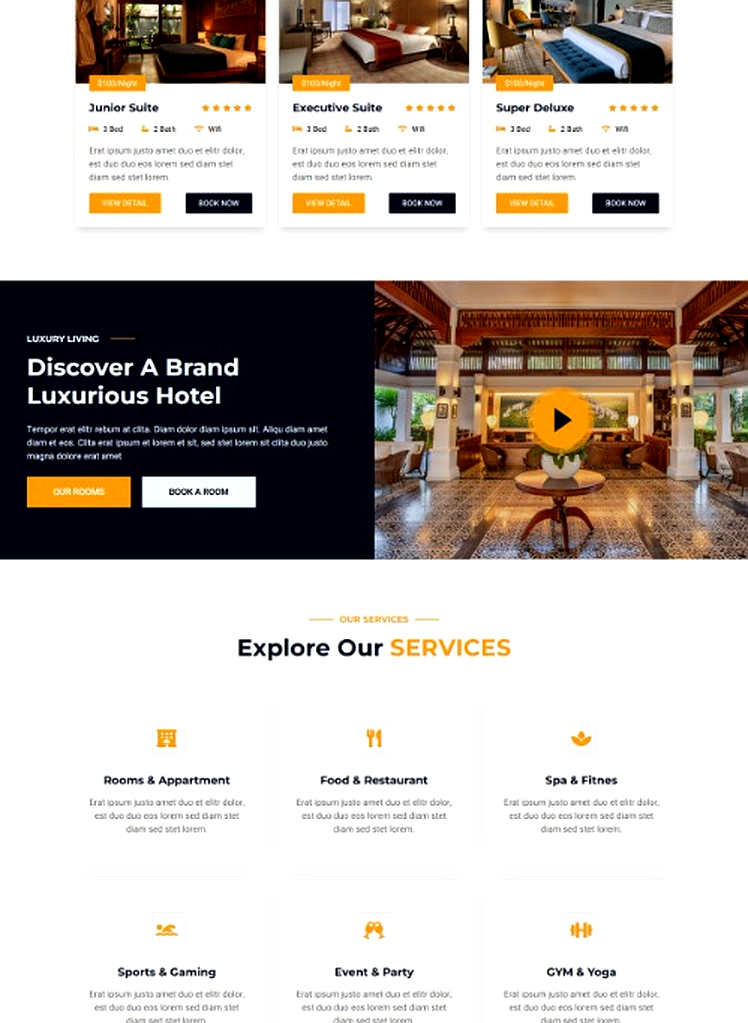 $100/Night
$100/Night
$100/Night
Junior Suite
3 Bed 2 Bath Wifi
Erat ipsum justo amet duo et elitr dolor,
est duo duo eos lorem sed diam stet
diam sed stet lorem.
VIEW DETAIL BOOK NOW
Executive Suite
3 Bed 2 Bath Wifi
Erat ipsum justo amet duo et elitr dolor,
est duo duo eos lorem sed diam stet
diam sed stet lorem.
VIEW DETAIL BOOK NOW
Super Deluxe
3 Bed 2 Bath Wifi
Erat ipsum justo amet duo et elitr dolor,
est duo duo eos lorem sed diam stet
diam sed stet lorem.
VIEW DETAIL BOOK NOW
LUXURY LIVING
Discover A Brand
Luxurious Hotel
Tempor erat elitr rebum at clita. Diam dolor diam ipsum sit. Aliqu diam amet
diam et eos. Clita erat ipsum et lorem et sit, sed stet lorem sit clita duo justo
magna dolore erat amet
OUR ROOMS BOOK A ROOM
OUR SERVICES
Explore Our SERVICES
Rooms & Appartment
Erat ipsum justo amet duo et elitr dolor,
est duo duo eos lorem sed diam stet
diam sed stet lorem.
Food & Restaurant
Erat ipsum justo amet duo et elitr dolor,
est duo duo eos lorem sed diam stet
diam sed stet lorem.
Spa & Fitnes
Erat ipsum justo amet duo et elitr dolor,
est duo duo eos lorem sed diam stet
diam sed stet lorem.
Sports & Gaming
Erat ipsum justo amet duo et elitr dolor,
est duo duo eos lorem sed diam stet
diam sed stet lorem.
Event & Party
Erat ipsum justo amet duo et elitr dolor,
est duo duo eos lorem sed diam stet
diam sed stet lorem.
GYM & Yoga
Erat ipsum justo amet duo et elitr dolor,
est duo duo eos lorem sed diam stet
diam sed stet lorem.